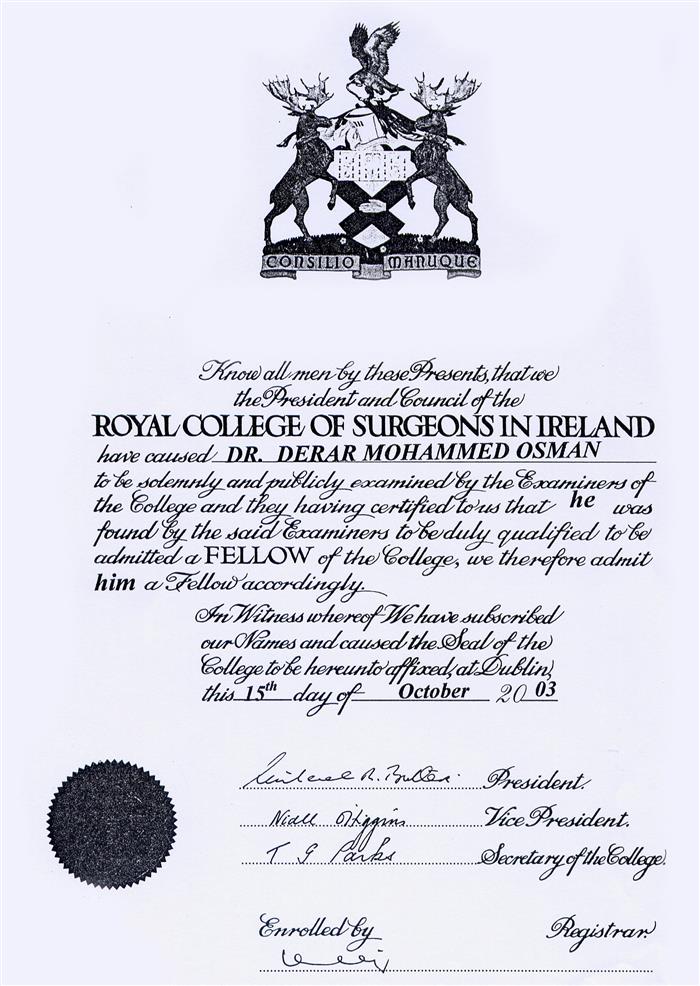 CONSILIO MANUQUE
Know all men by these Presents, that we
the President and Council of the
ROYAL COLLEGE OF SURGEONS IN IRELAND
have caused DR. DERAR MOHAMMED OSMAN
to be solemnly and publicly examined by the Examiners of
the College and they having certified to us that he was
found by the said Examiners to be duly qualified to be
admitted a FELLOW of the College, we therefore admit
him a Fellow accordingly.
In Witness whereof We have subscribed
our Names and caused the Seal of the
College to be hereunto affixed, at Dublin,
this 15th day of October 2003
President.
Niall O'Higgins Vice President.
T G Parks Secretary of the College.
Enrolled by Registrar.